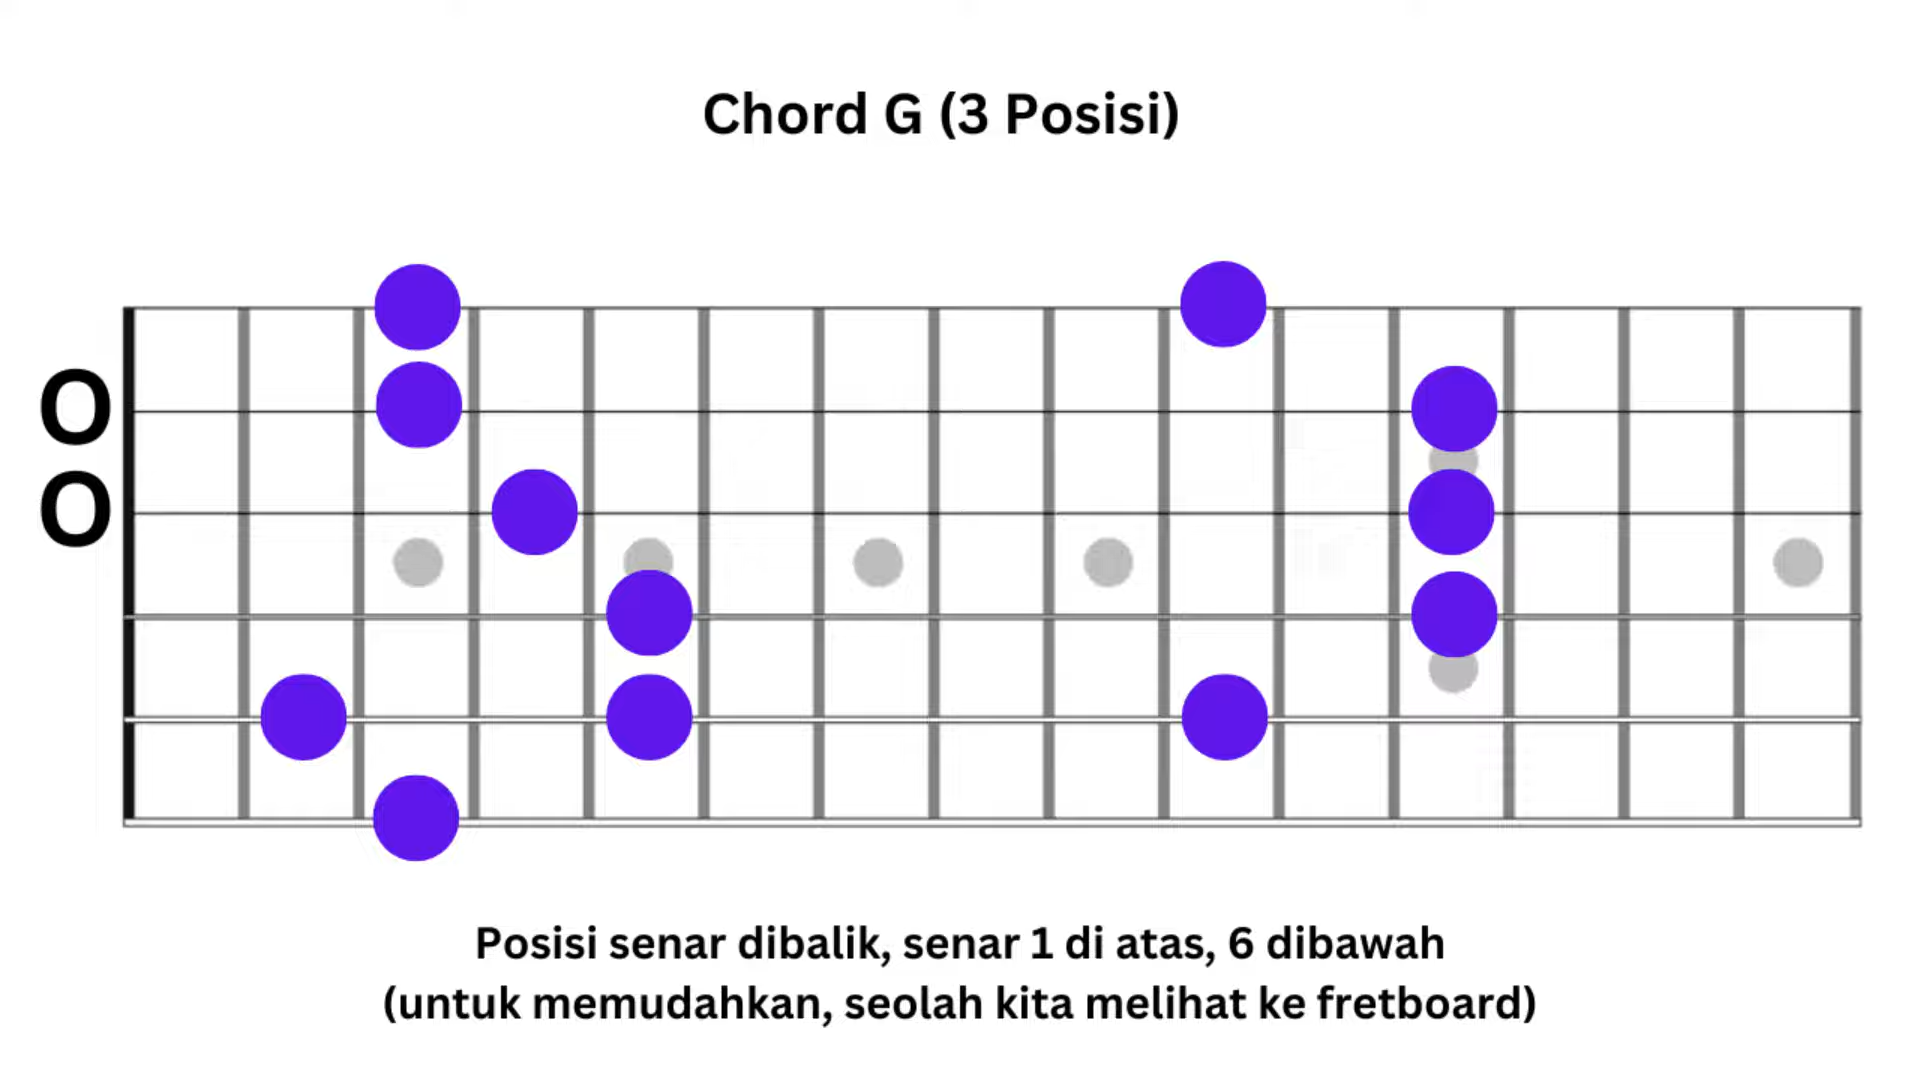 Chord G (3 Posisi)
O
O
Posisi senar dibalik, senar 1 di atas, 6 dibawah
(untuk memudahkan, seolah kita melihat ke fretboard)